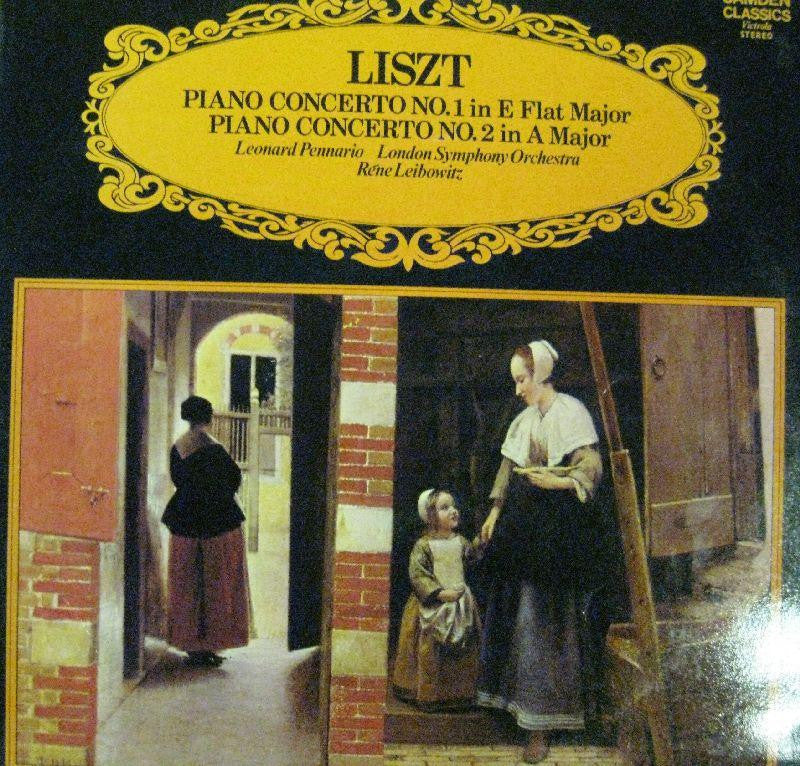 CAMDEN
CLASSICS
Victrola
STEREO
LISZT
PIANO CONCERTO NO.1 in E Flat Major
PIANO CONCERTO NO.2 in A Major
Leonard Pennario London Symphony Orchestra
Réne Leibowitz